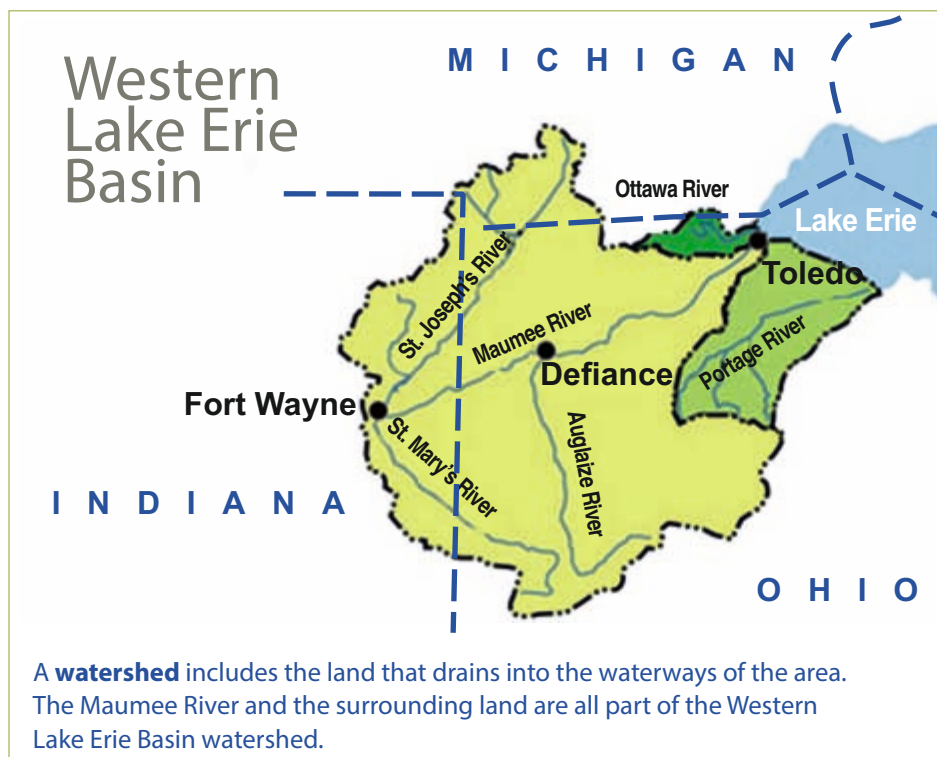 Western
Lake Erie
Basin
MICHIGAN
Ottawa River
Lake Erie
Toledo
St. Joseph's River
Maumee River
Portage River
Defiance
Fort Wayne
Auglaize River
St. Mary's River
INDIANA
OHIO
A watershed includes the land that drains into the waterways of the area.
The Maumee River and the surrounding land are all part of the Western
Lake Erie Basin watershed.